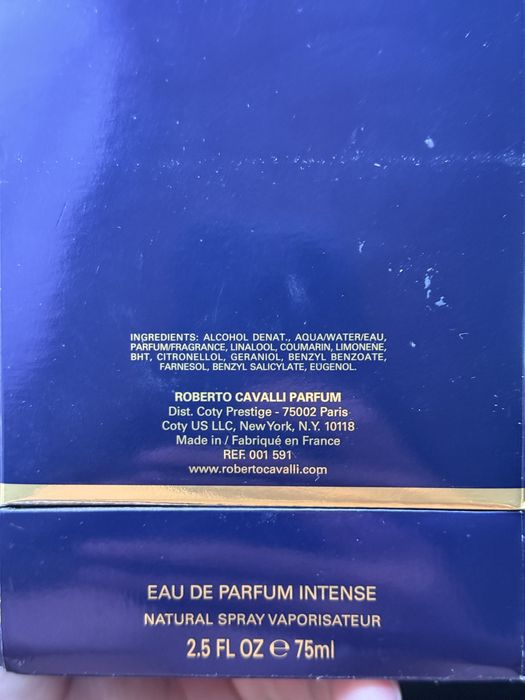 INGREDIENTS: ALCOHOL DENAT., AQUA/WATER/EAU,
PARFUM/FRAGRANCE, LINALOOL, COUMARIN, LIMONENE,
BHT, CITRONELLOL, GERANIOL, BENZYL BENZOATE,
FARNESOL, BENZYL SALICYLATE, EUGENOL.
ROBERTO CAVALLI PARFUM
Dist. Coty Prestige - 75002 Paris
Coty US LLC, New York, N.Y. 10118
Made in / Fabriqué en France
REF. 001 591
www.robertocavalli.com
EAU DE PARFUM INTENSE
NATURAL SPRAY VAPORISATEUR
2.5 FL OZ ℮ 75ml